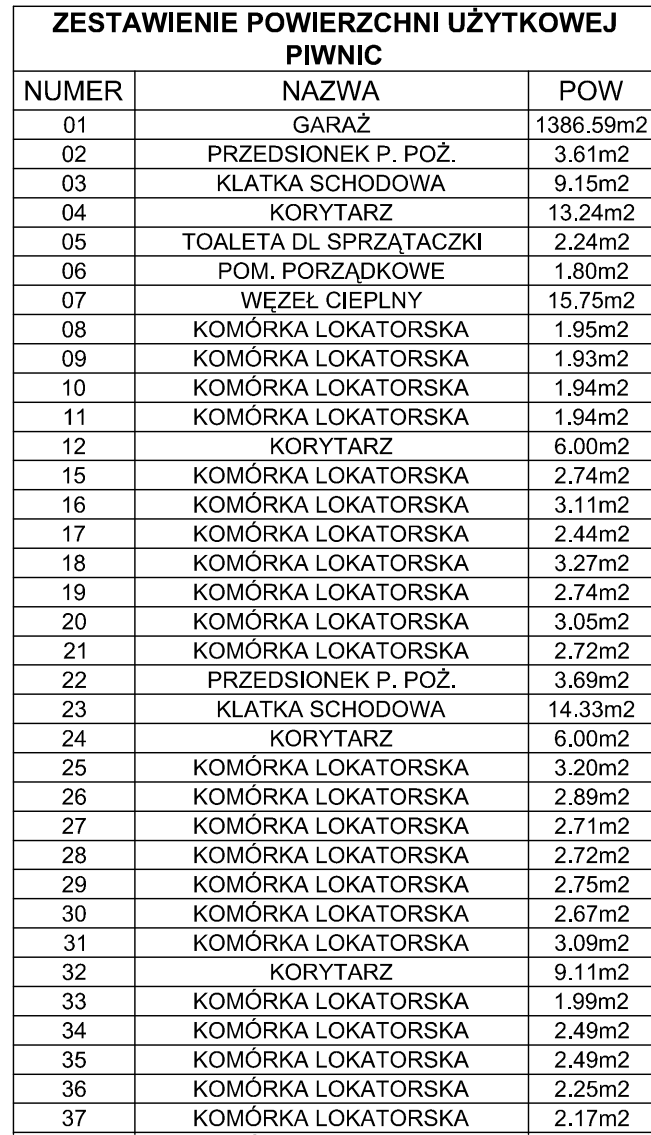 ZESTAWIENIE POWIERZCHNI UŻYTKOWEJ
PIWNIC
NUMER NAZWA POW
01 GARAŻ 1386.59m2
02 PRZEDSIONEK P. POŻ. 3.61m2
03 KLATKA SCHODOWA 9.15m2
04 KORYTARZ 13.24m2
05 TOALETA DL SPRZĄTACZKI 2.24m2
06 POM. PORZĄDKOWE 1.80m2
07 WĘZEŁ CIEPLNY 15.75m2
08 KOMÓRKA LOKATORSKA 1.95m2
09 KOMÓRKA LOKATORSKA 1.93m2
10 KOMÓRKA LOKATORSKA 1.94m2
11 KOMÓRKA LOKATORSKA 1.94m2
12 KORYTARZ 6.00m2
15 KOMÓRKA LOKATORSKA 2.74m2
16 KOMÓRKA LOKATORSKA 3.11m2
17 KOMÓRKA LOKATORSKA 2.44m2
18 KOMÓRKA LOKATORSKA 3.27m2
19 KOMÓRKA LOKATORSKA 2.74m2
20 KOMÓRKA LOKATORSKA 3.05m2
21 KOMÓRKA LOKATORSKA 2.72m2
22 PRZEDSIONEK P. POŻ. 3.69m2
23 KLATKA SCHODOWA 14.33m2
24 KORYTARZ 6.00m2
25 KOMÓRKA LOKATORSKA 3.20m2
26 KOMÓRKA LOKATORSKA 2.89m2
27 KOMÓRKA LOKATORSKA 2.71m2
28 KOMÓRKA LOKATORSKA 2.72m2
29 KOMÓRKA LOKATORSKA 2.75m2
30 KOMÓRKA LOKATORSKA 2.67m2
31 KOMÓRKA LOKATORSKA 3.09m2
32 KORYTARZ 9.11m2
33 KOMÓRKA LOKATORSKA 1.99m2
34 KOMÓRKA LOKATORSKA 2.49m2
35 KOMÓRKA LOKATORSKA 2.49m2
36 KOMÓRKA LOKATORSKA 2.25m2
37 KOMÓRKA LOKATORSKA 2.17m2